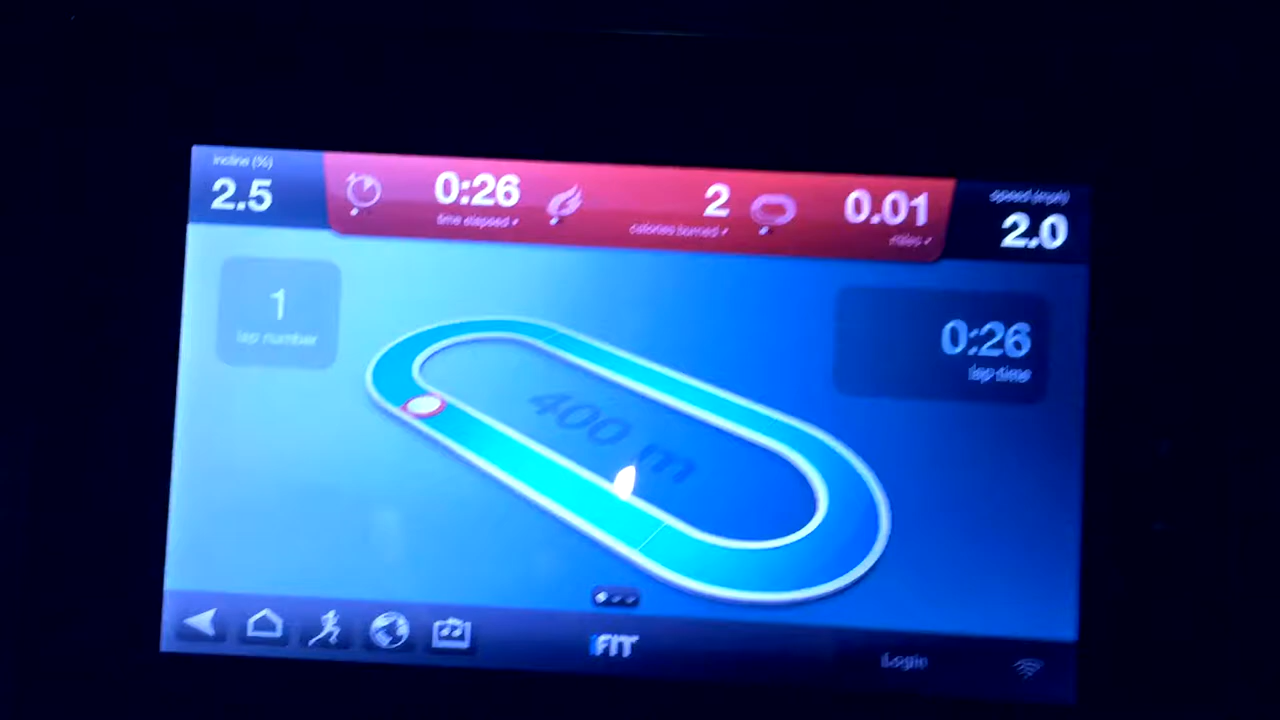 incline (%)
2.5
0:26
time elapsed
2
calories burned
0.01
miles
speed (mph)
2.0
1
lap number
0:26
lap time
400 m
iFIT
Login